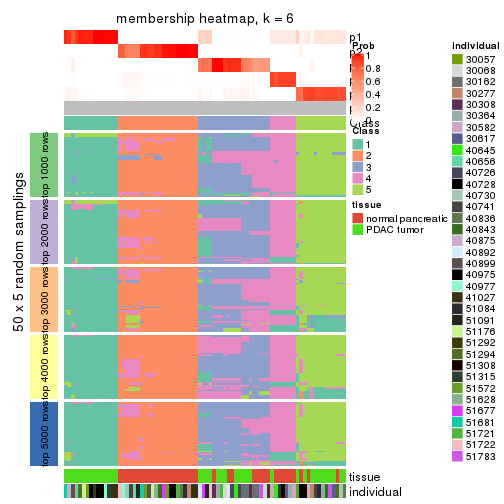 membership heatmap, k = 6
p1
p2
Prob
1
0.8
0.6
0.4
0.2
0
Class
Class
1
2
3
4
5
tissue
normal pancreatic
PDAC tumor
50 x 5 random samplings
top 1000 rows
top 2000 rows
top 3000 rows
top 4000 rows
top 5000 rows
tissue
individual
individual
30057
30068
30162
30277
30308
30364
30582
30617
40645
40656
40726
40728
40730
40741
40836
40843
40875
40892
40899
40975
40977
41027
51084
51091
51176
51292
51294
51308
51315
51572
51628
51677
51681
51721
51722
51783